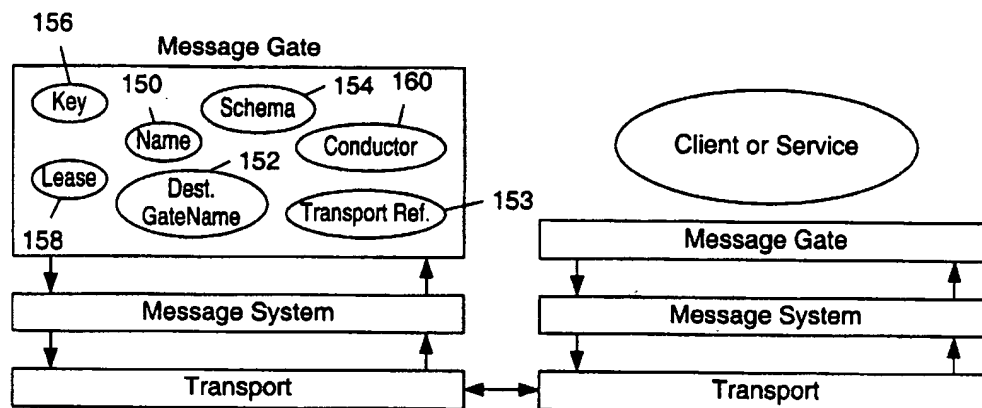 156
Message Gate
150
154
160
Key
Schema
Name
Conductor
152
Client or Service
Lease
Dest.
GateName
Transport Ref.
153
158
Message Gate
Message System
Message System
Transport
Transport